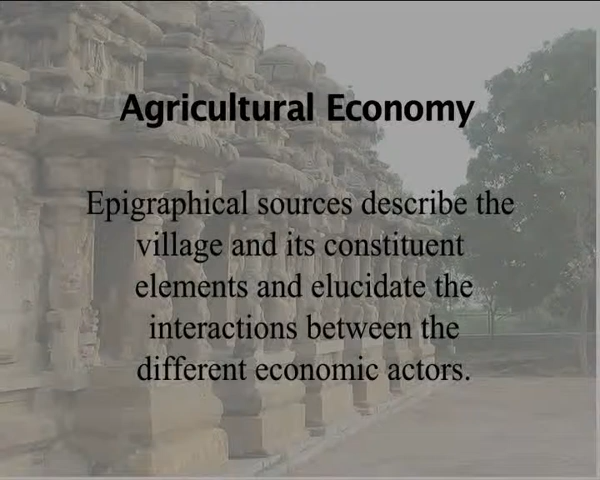 Agricultural Economy
Epigraphical sources describe the
village and its constituent
elements and elucidate the
interactions between the
different economic actors.